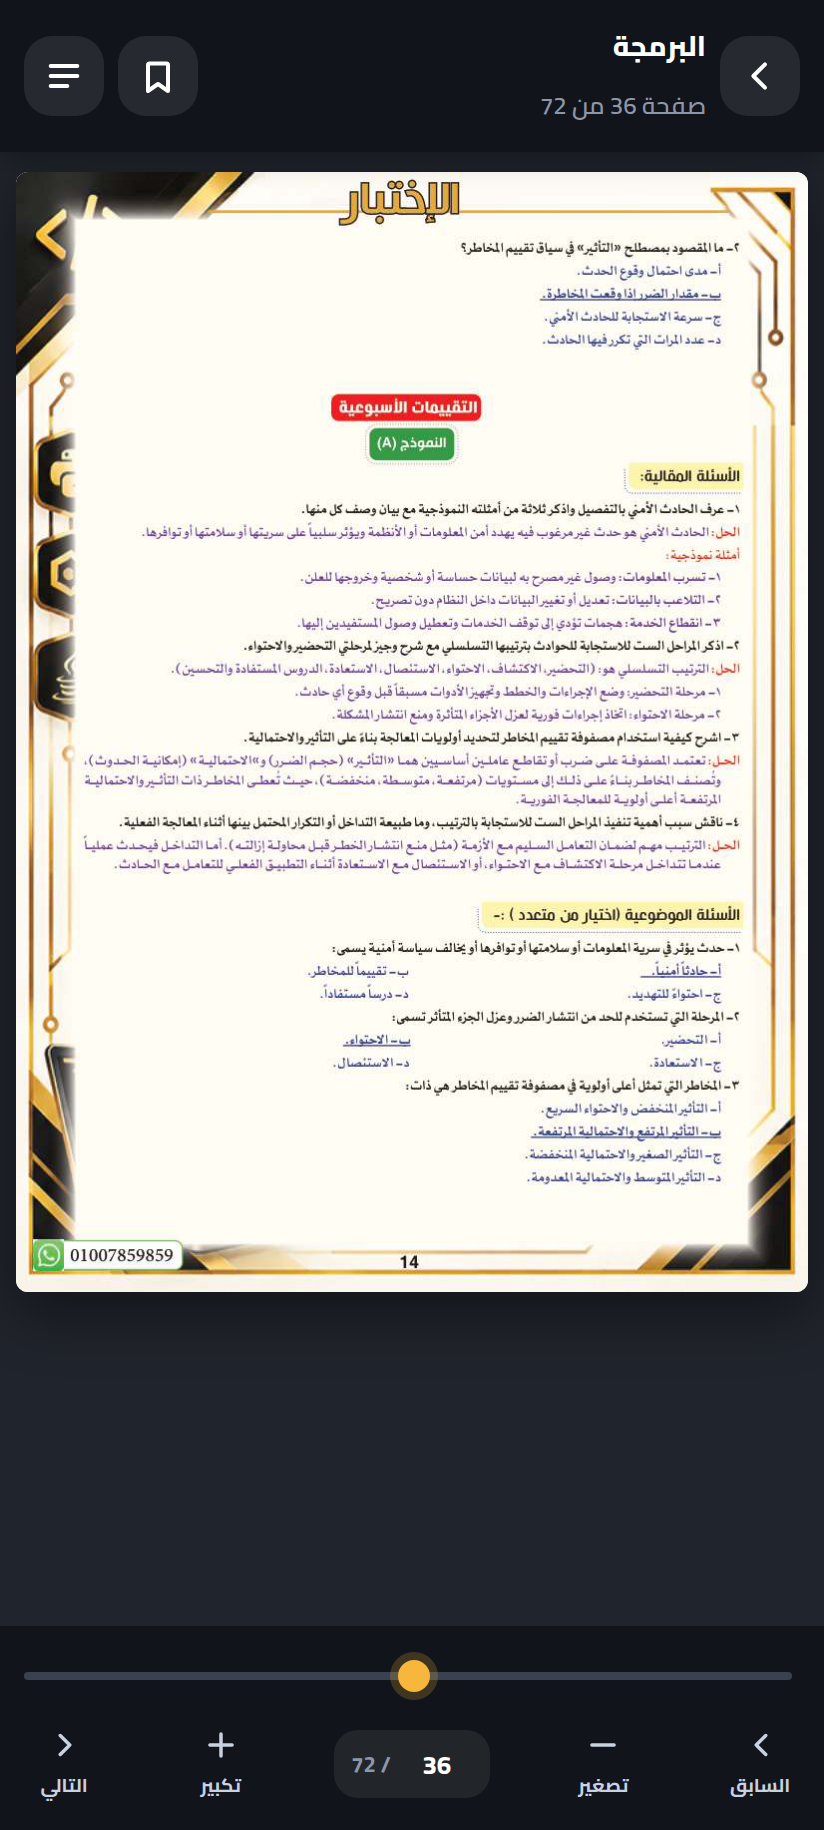 البرمجة
صفحة 36 من 72
الإختبار
٢- ما المقصود بمصطلح «التأثير» في سياق تقييم المخاطر؟
أ- مدى احتمال وقوع الحدث.
ب- مقدار الضرر إذا وقعت المخاطرة.
ج- سرعة الاستجابة للحادث الأمني.
د- عدد المرات التي تكرر فيها الحادث.
التقييمات الأسبوعية
النموذج (A)
الأسئلة المقالية:
١- عرف الحادث الأمني بالتفصيل واذكر ثلاثة من أمثلته النموذجية مع بيان وصف كل منها.
الحل: الحادث الأمني هو حدث غير مرغوب فيه يهدد أمن المعلومات أو الأنظمة ويؤثر سلبياً على سريتها أو سلامتها أو توافرها.
أمثلة نموذجية:
١- تسرب المعلومات: وصول غير مصرح به لبيانات حساسة أو شخصية وخروجها للعلن.
٢- التلاعب بالبيانات: تعديل أو تغيير البيانات داخل النظام دون تصريح.
٣- انقطاع الخدمة: هجمات تؤدي إلى توقف الخدمات وتعطيل وصول المستفيدين إليها.
٢- اذكر المراحل الست للاستجابة للحوادث بترتيبها التسلسلي مع شرح وجيز لمرحلتي التحضير والاحتواء.
الحل: الترتيب التسلسلي هو: (التحضير، الاكتشاف، الاحتواء، الاستئصال، الاستعادة، الدروس المستفادة والتحسين).
١- مرحلة التحضير: وضع الإجراءات والخطط وتجهيز الأدوات مسبقاً قبل وقوع أي حادث.
٢- مرحلة الاحتواء: اتخاذ إجراءات فورية لعزل الأجزاء المتأثرة ومنع انتشار المشكلة.
٣- اشرح كيفية استخدام مصفوفة تقييم المخاطر لتحديد أولويات المعالجة بناءً على التأثير والاحتمالية.
الحل: تعتمد المصفوفة على ضرب أو تقاطع عاملين أساسيين هما «التأثير» (حجم الضرر) و«الاحتمالية» (إمكانية الحدوث)،
وتُصنف المخاطر بناءً على ذلك إلى مستويات (مرتفعة، متوسطة، منخفضة)، حيث تُعطى المخاطر ذات التأثير والاحتمالية
المرتفعة أعلى أولوية للمعالجة الفورية.
٤- ناقش سبب أهمية تنفيذ المراحل الست للاستجابة بالترتيب، وما طبيعة التداخل أو التكرار المحتمل بينها أثناء المعالجة الفعلية.
الحل: الترتيب مهم لضمان التعامل السليم مع الأزمة (مثل منع انتشار الخطر قبل محاولة إزالته). أما التداخل فيحدث عملياً
عندما تتداخل مرحلة الاكتشاف مع الاحتواء، أو الاستئصال مع الاستعادة أثناء التطبيق الفعلي للتعامل مع الحادث.
الأسئلة الموضوعية (اختيار من متعدد ) :-
١- حدث يؤثر في سرية المعلومات أو سلامتها أو توافرها أو يخالف سياسة أمنية يسمى:
أ- حادثاً أمنياً. ب- تقييماً للمخاطر.
ج- احتواءً للتهديد. د- درساً مستفاداً.
٢- المرحلة التي تستخدم للحد من انتشار الضرر وعزل الجزء المتأثر تسمى:
أ- التحضير. ب- الاحتواء.
ج- الاستعادة. د- الاستئصال.
٣- المخاطر التي تمثل أعلى أولوية في مصفوفة تقييم المخاطر هي ذات:
أ- التأثير المنخفض والاحتواء السريع.
ب- التأثير المرتفع والاحتمالية المرتفعة.
ج- التأثير الصغير والاحتمالية المنخفضة.
د- التأثير المتوسط والاحتمالية المعدومة.
01007859859
14
السابق
تصغير
36 / 72
تكبير
التالي